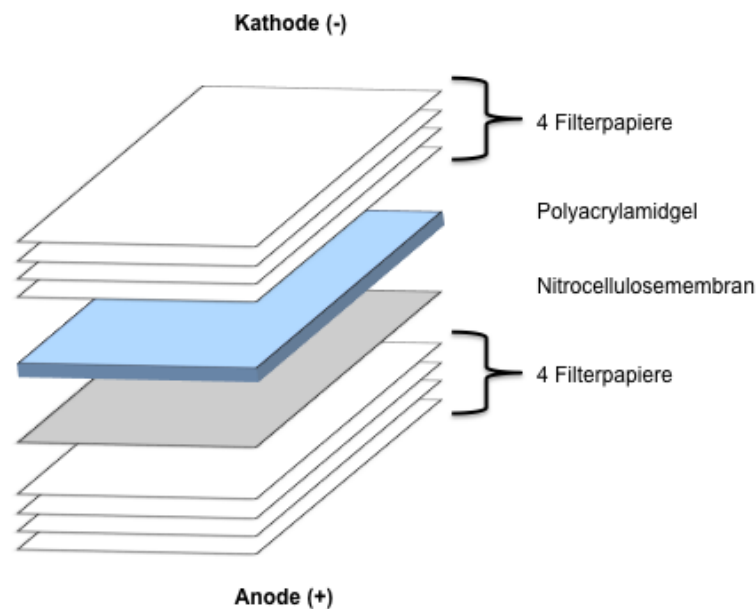 Kathode (-)
4 Filterpapiere
Polyacrylamidgel
Nitrocellulosemembran
4 Filterpapiere
Anode (+)